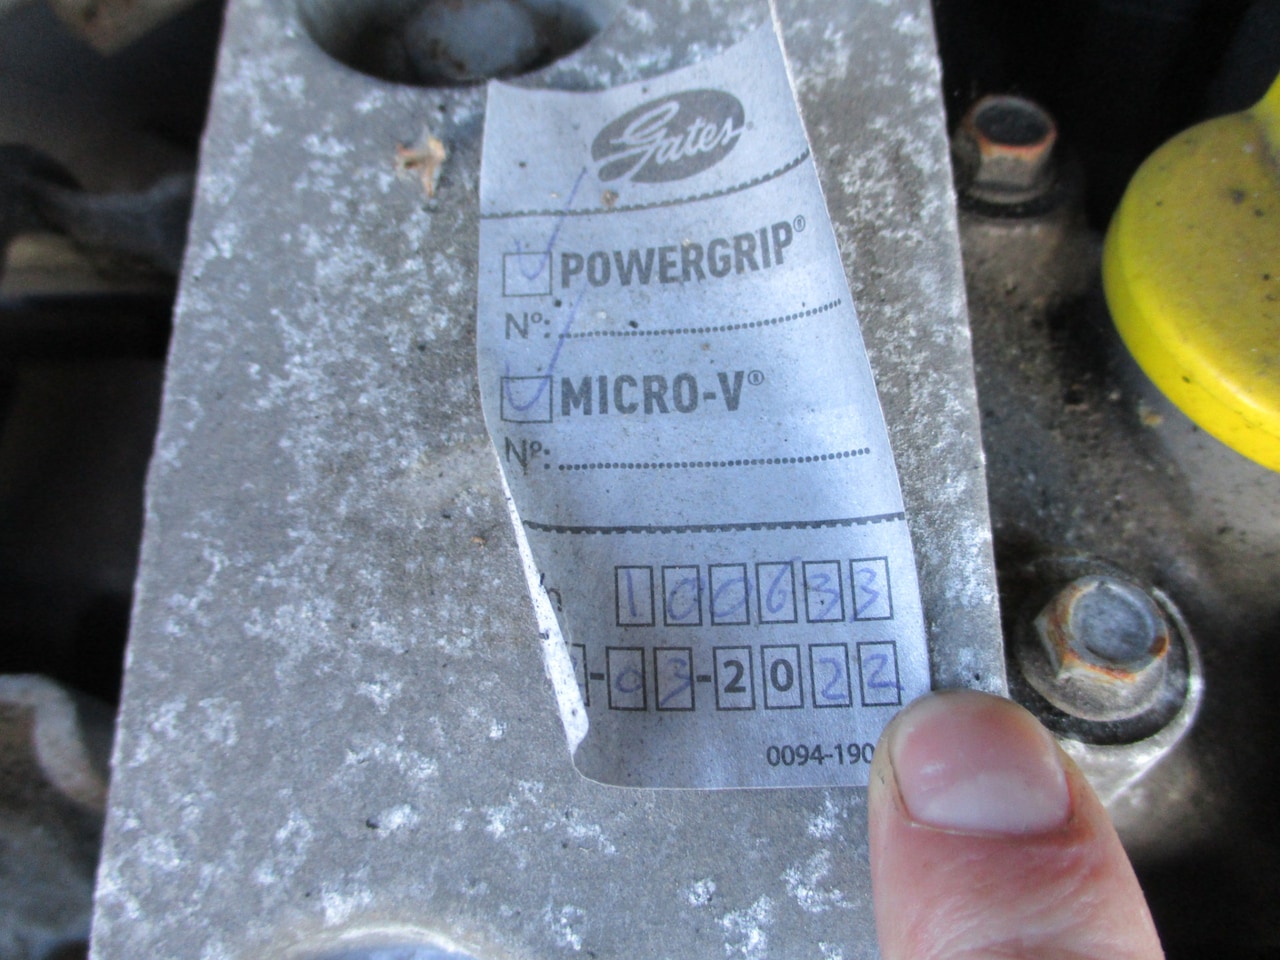 Gates
POWERGRIP®
Nº:
MICRO-V®
Nº:
100633
-03-2022
0094-190